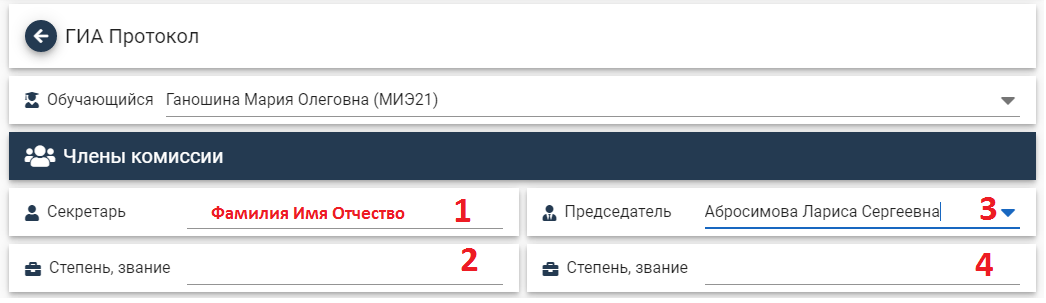 ГИА Протокол
Обучающийся Ганошина Мария Олеговна (МИЭ21)
Члены комиссии
Секретарь Фамилия Имя Отчество 1
Председатель Абросимова Лариса Сергеевна 3
Степень, звание 2
Степень, звание 4